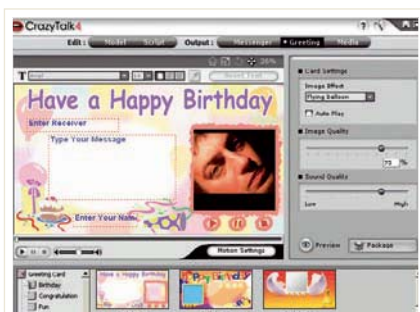 CrazyTalk4
Edit: Model Script Output: Messenger Greeting Media
36%
T
Card Settings
Image Effect
Flying Balloon
Auto Play
Image Quality
75 %
Sound Quality
Low High
Preview Package
Have a Happy Birthday
Enter Receiver
Type Your Message
Enter Your Name
Motion Settings
Greeting Card
Birthday
Congratulation
Fun